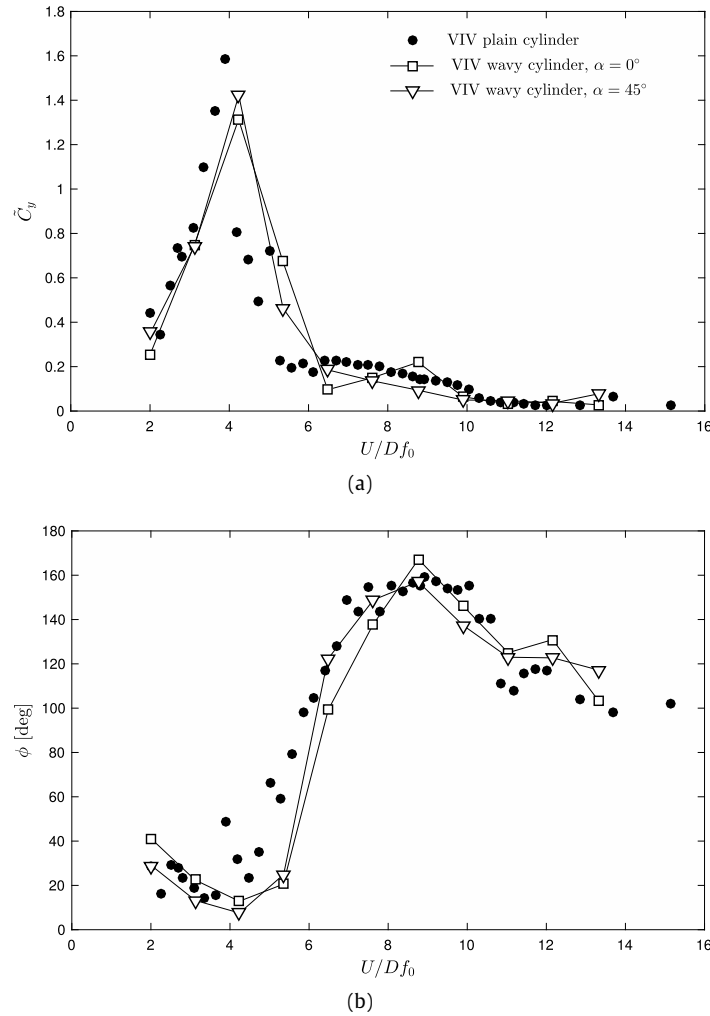 1.8
1.6
1.4
1.2
1
0.8
0.6
0.4
0.2
0
C̃y
VIV plain cylinder
VIV wavy cylinder, α = 0°
VIV wavy cylinder, α = 45°
0 2 4 6 8 10 12 14 16
U/Df0
(a)
180
160
140
120
100
80
60
40
20
0
ϕ [deg]
0 2 4 6 8 10 12 14 16
U/Df0
(b)